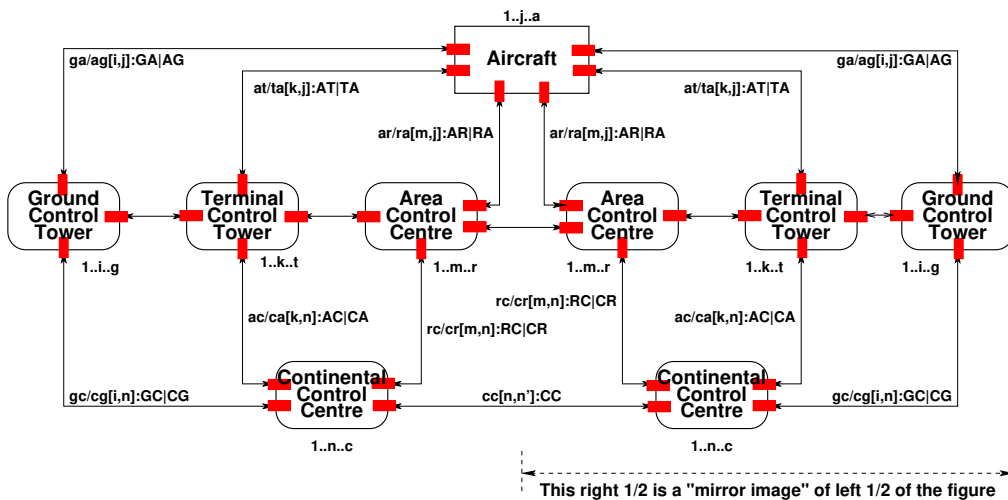 1..j..a
Aircraft
ga/ag[i,j]:GA|AG
ga/ag[i,j]:GA|AG
at/ta[k,j]:AT|TA
at/ta[k,j]:AT|TA
ar/ra[m,j]:AR|RA
ar/ra[m,j]:AR|RA
Ground
Control
Tower
Terminal
Control
Tower
Area
Control
Centre
Area
Control
Centre
Terminal
Control
Tower
Ground
Control
Tower
1..i..g
1..k..t
1..m..r
1..m..r
1..k..t
1..i..g
rc/cr[m,n]:RC|CR
ac/ca[k,n]:AC|CA
rc/cr[m,n]:RC|CR
ac/ca[k,n]:AC|CA
Continental
Control
Centre
Continental
Control
Centre
gc/cg[i,n]:GC|CG
cc[n,n']:CC
gc/cg[i,n]:GC|CG
1..n..c
1..n..c
This right 1/2 is a "mirror image" of left 1/2 of the figure